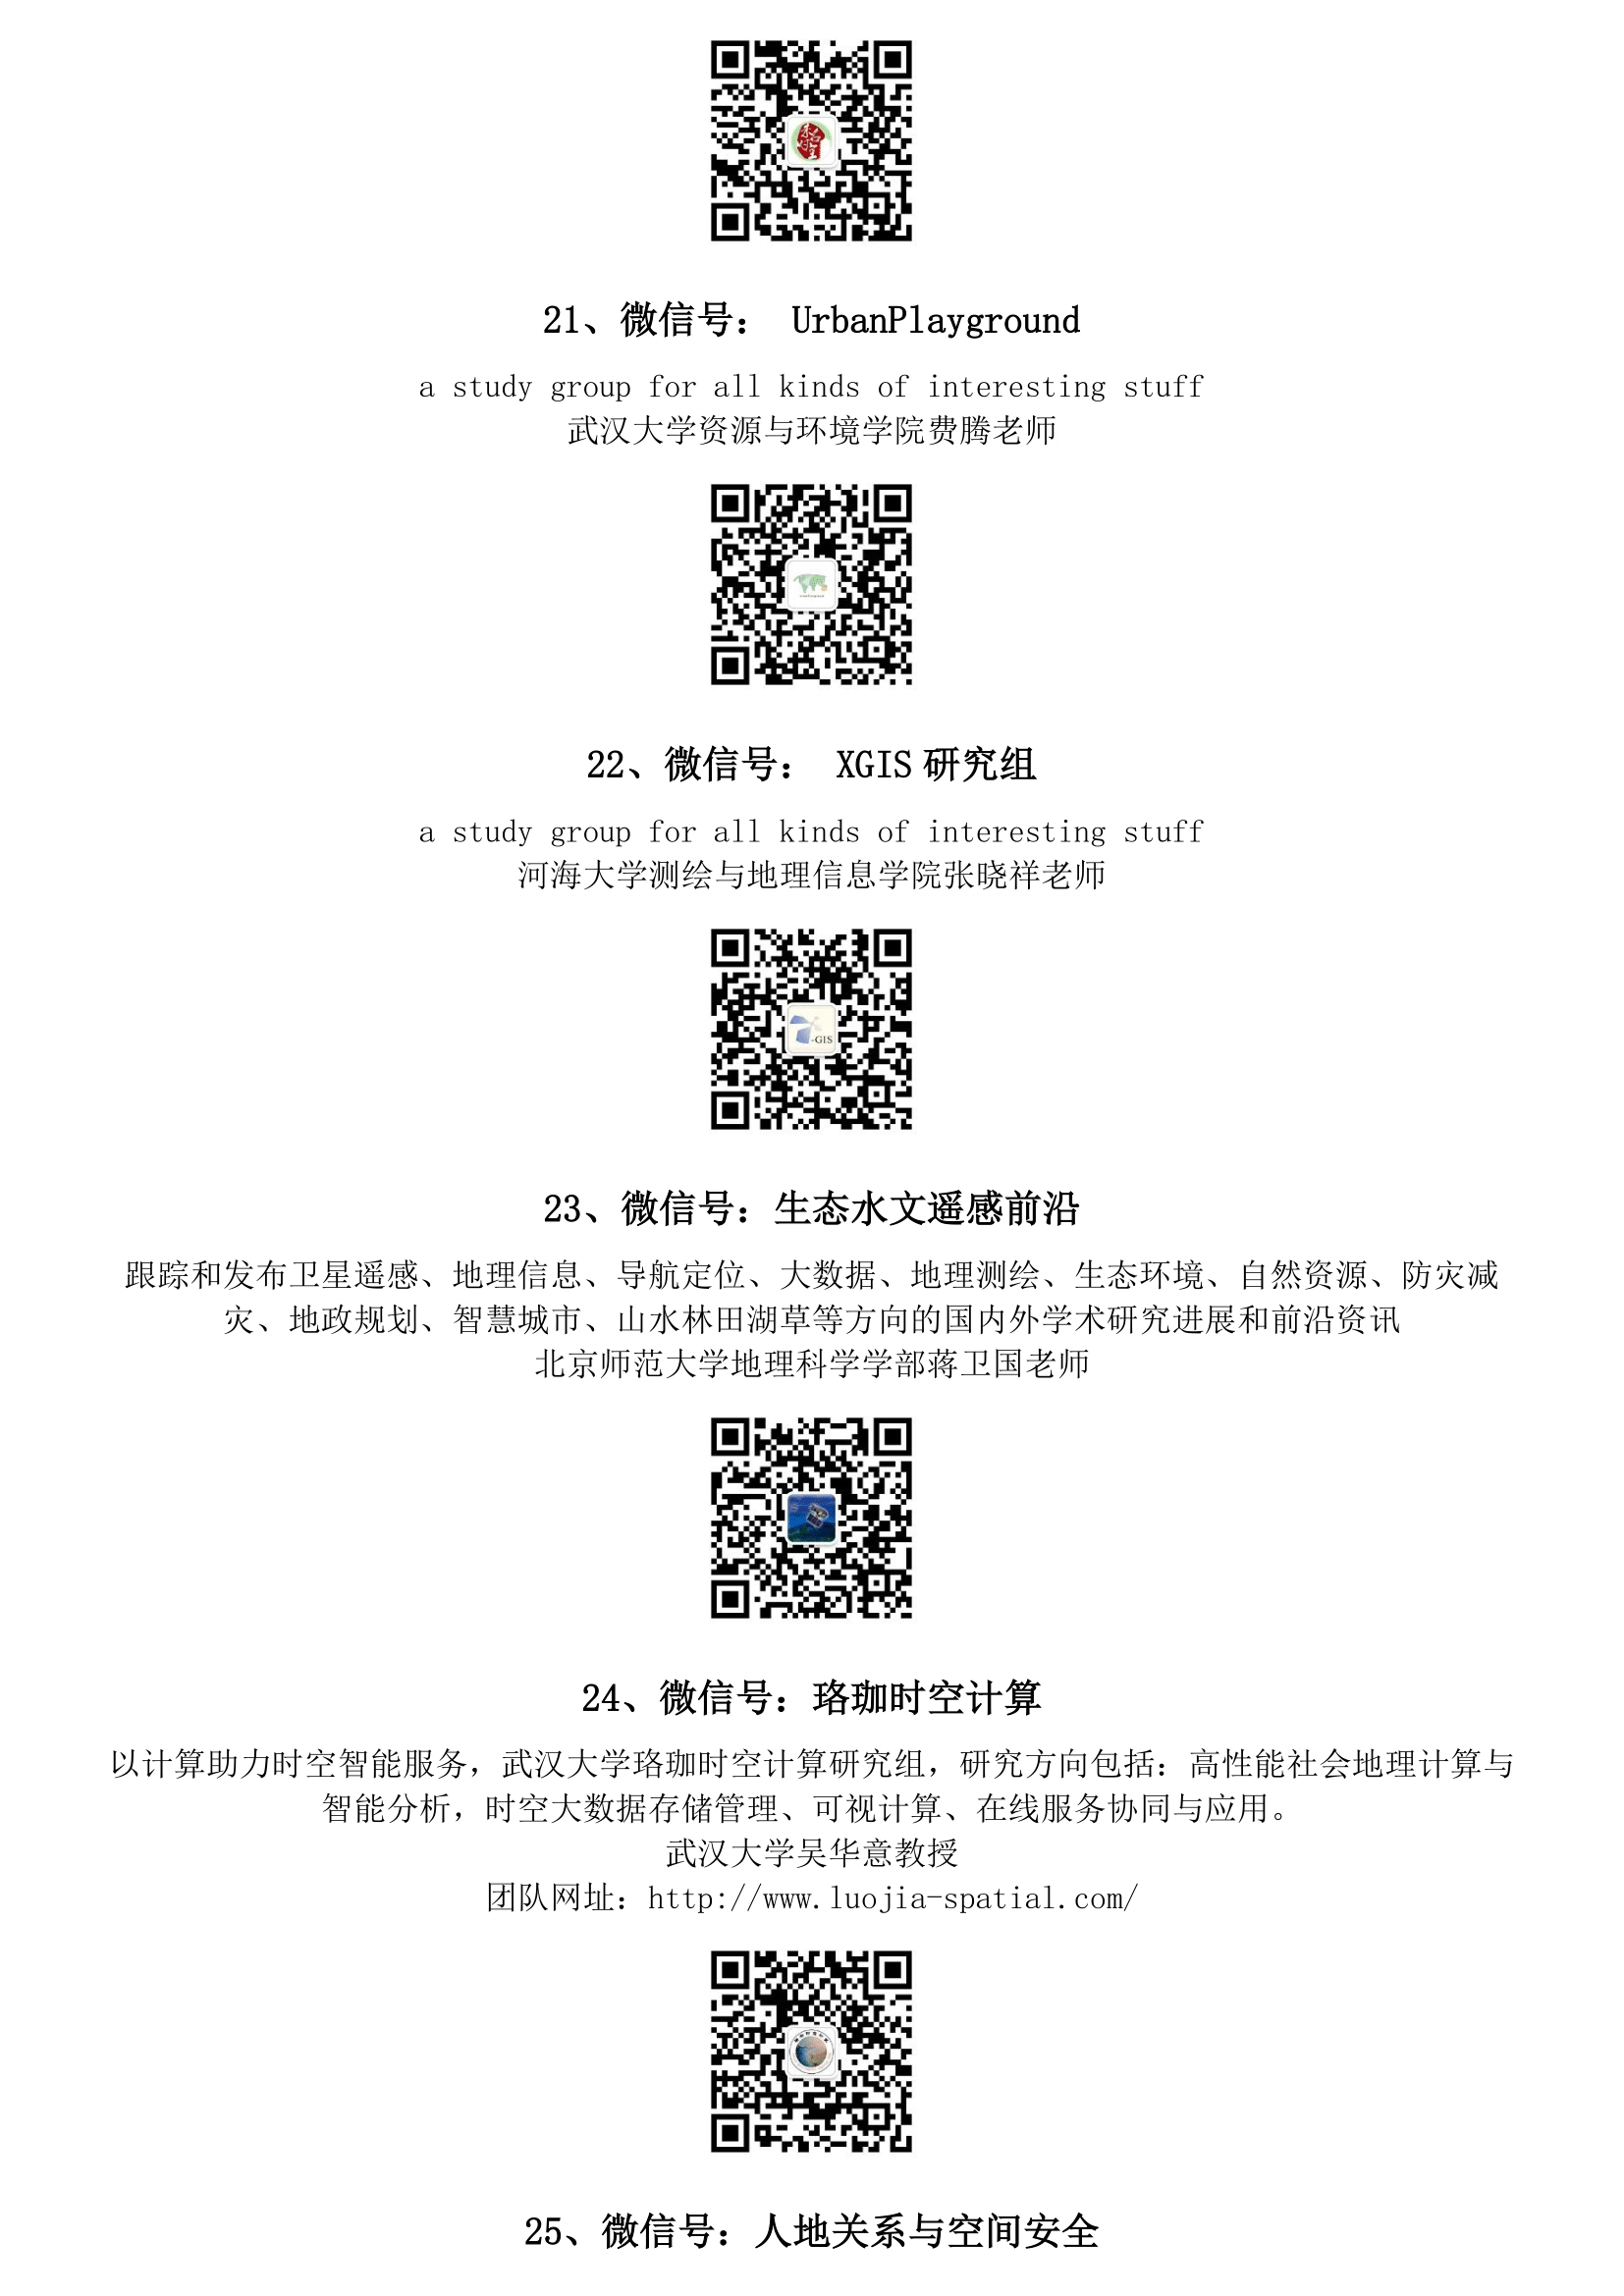 21、微信号： UrbanPlayground
a study group for all kinds of interesting stuff
武汉大学资源与环境学院费腾老师
22、微信号： XGIS 研究组
a study group for all kinds of interesting stuff
河海大学测绘与地理信息学院张晓祥老师
-GIS
23、微信号：生态水文遥感前沿
跟踪和发布卫星遥感、地理信息、导航定位、大数据、地理测绘、生态环境、自然资源、防灾减
灾、地政规划、智慧城市、山水林田湖草等方向的国内外学术研究进展和前沿资讯
北京师范大学地理科学学部蒋卫国老师
24、微信号：珞珈时空计算
以计算助力时空智能服务，武汉大学珞珈时空计算研究组，研究方向包括：高性能社会地理计算与
智能分析，时空大数据存储管理、可视计算、在线服务协同与应用。
武汉大学吴华意教授
团队网址：http://www.luojia-spatial.com/
25、微信号：人地关系与空间安全